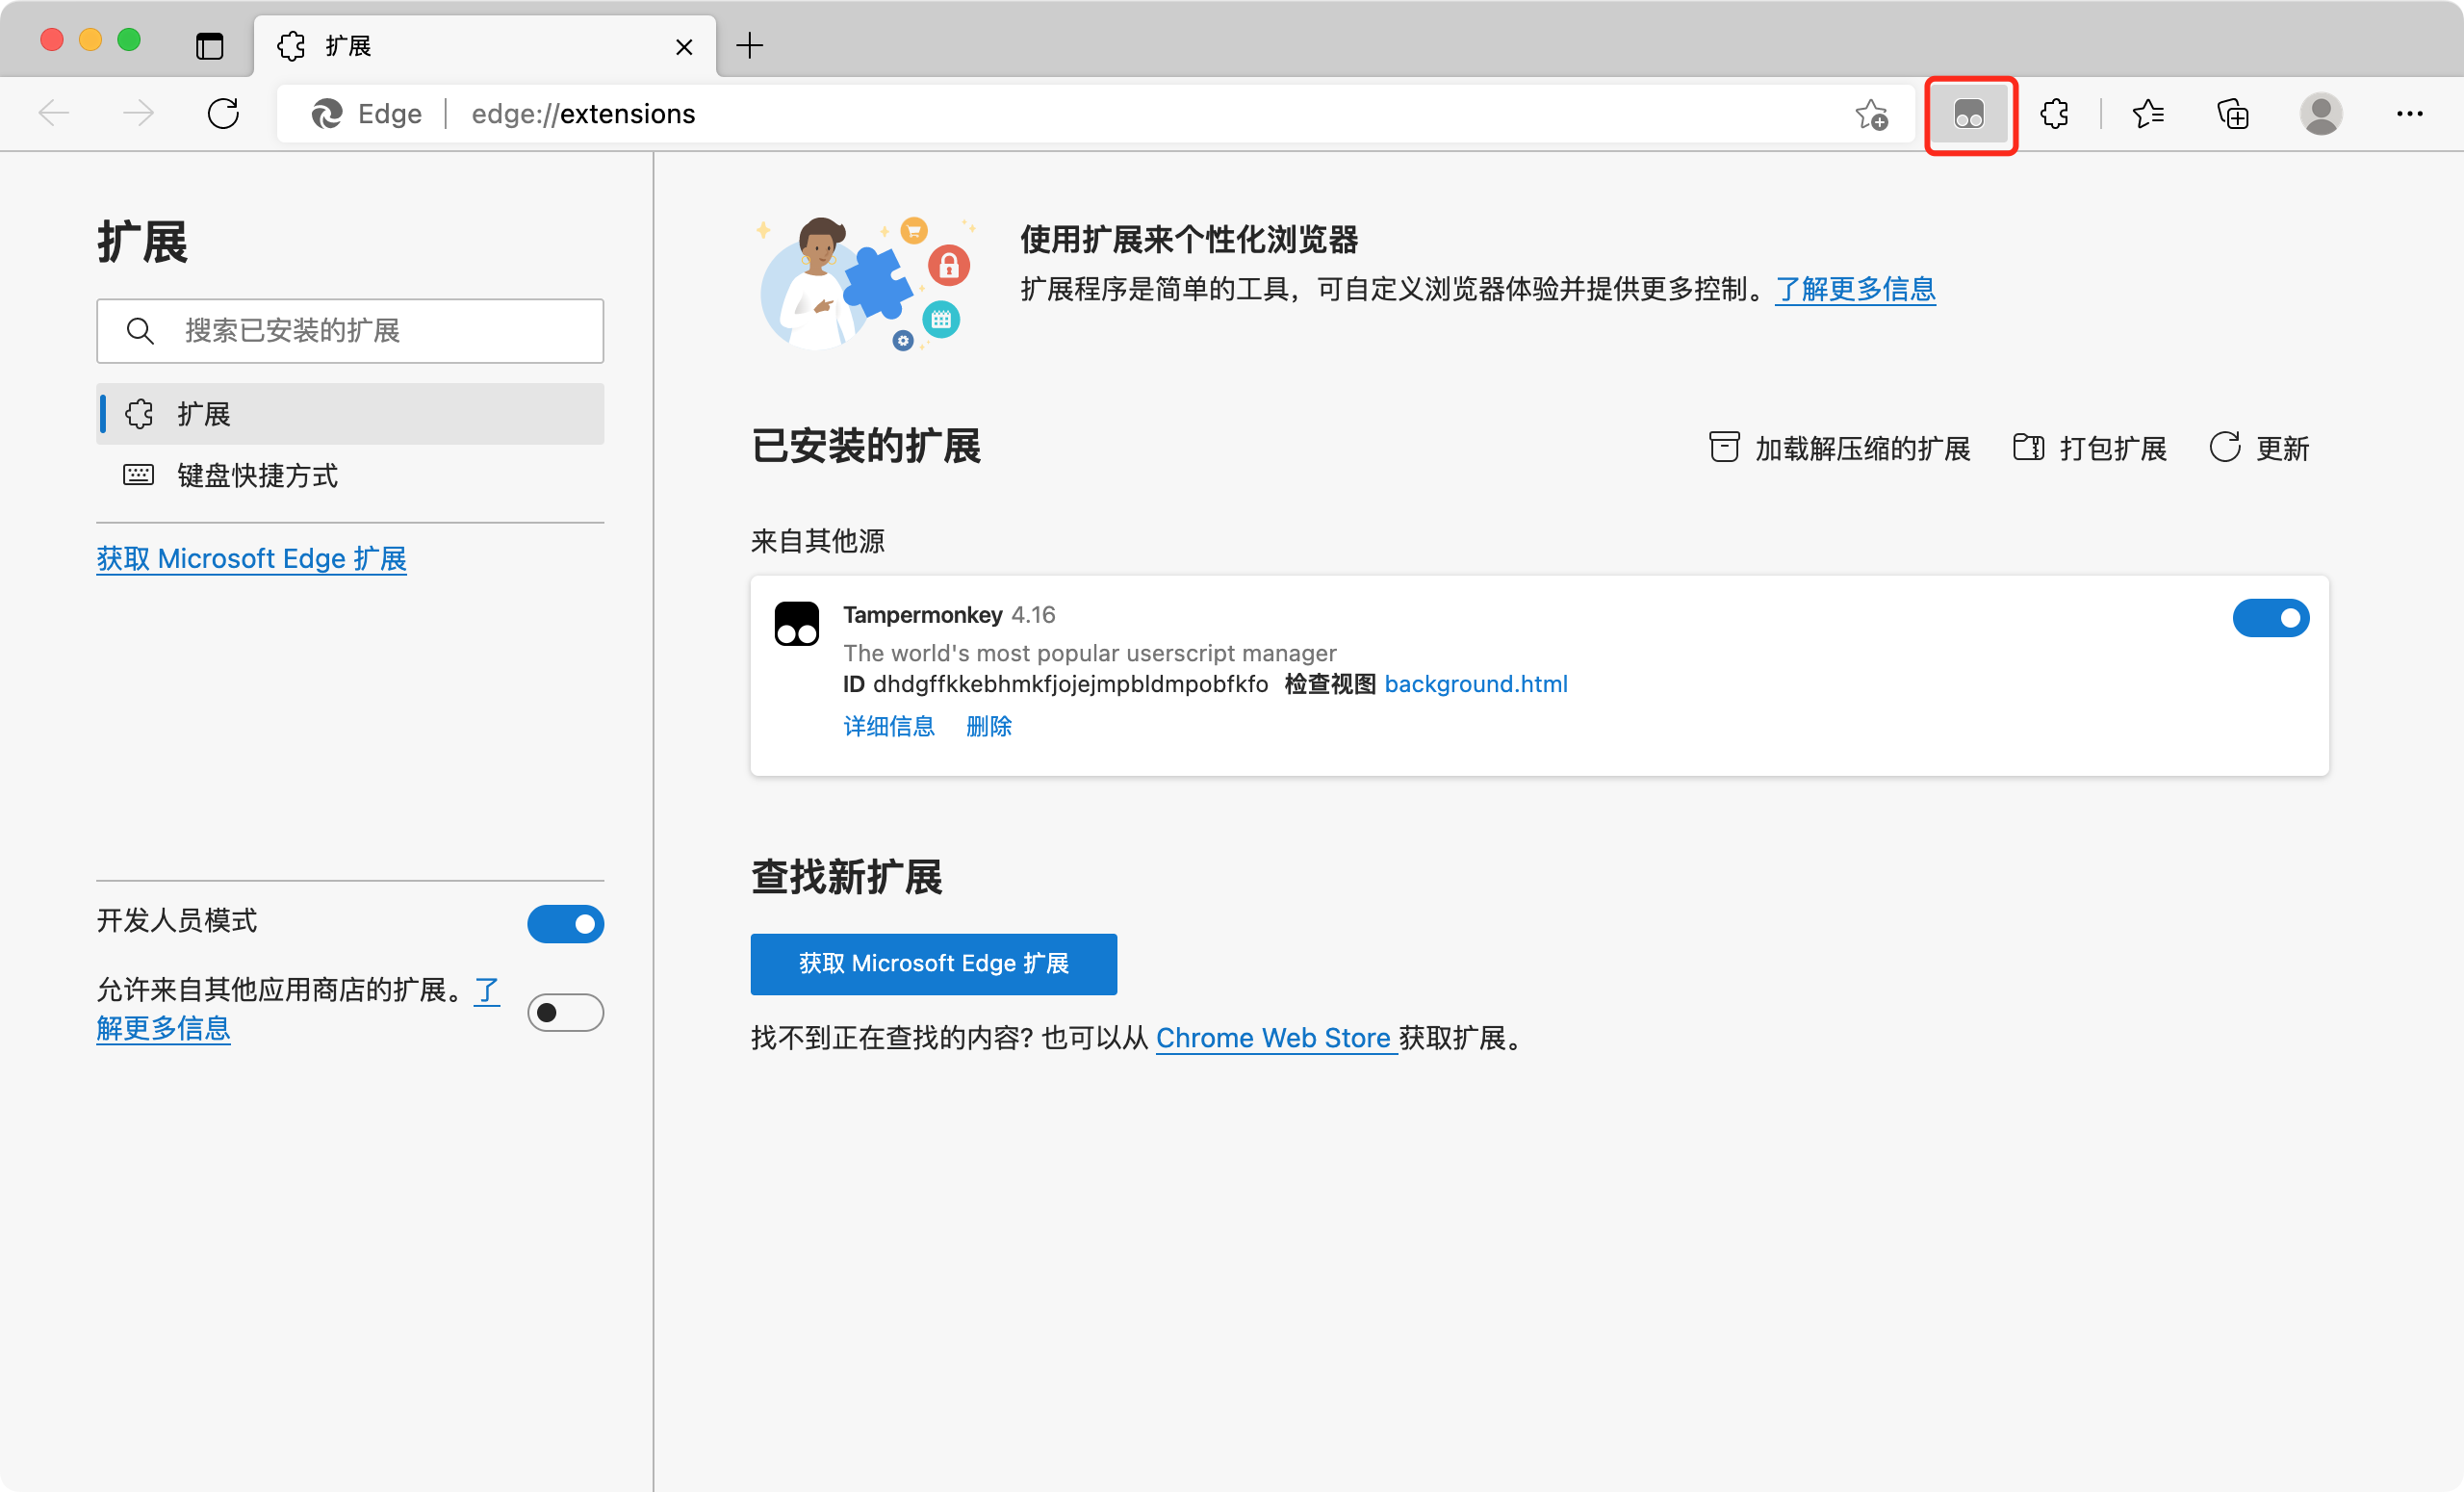 扩展
Edge edge://extensions
扩展
搜索已安装的扩展
扩展
键盘快捷方式
获取 Microsoft Edge 扩展
开发人员模式
允许来自其他应用商店的扩展。了
解更多信息
使用扩展来个性化浏览器
扩展程序是简单的工具，可自定义浏览器体验并提供更多控制。了解更多信息
已安装的扩展
加载解压缩的扩展 打包扩展 更新
来自其他源
Tampermonkey 4.16
The world's most popular userscript manager
ID dhdgffkkebhmkfjojejmpbldmpobfkfo 检查视图 background.html
详细信息 删除
查找新扩展
获取 Microsoft Edge 扩展
找不到正在查找的内容? 也可以从 Chrome Web Store 获取扩展。